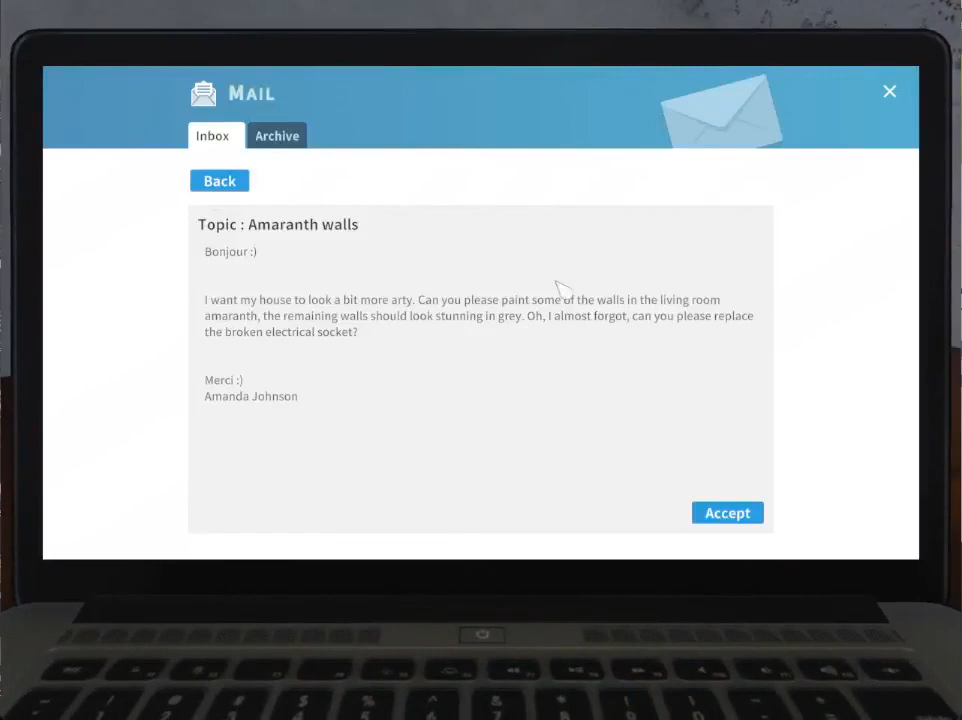 MAIL
Inbox
Archive
Back
Topic : Amaranth walls
Bonjour :)
I want my house to look a bit more arty. Can you please paint some of the walls in the living room
amaranth, the remaining walls should look stunning in grey. Oh, I almost forgot, can you please replace
the broken electrical socket?
Merci :)
Amanda Johnson
Accept